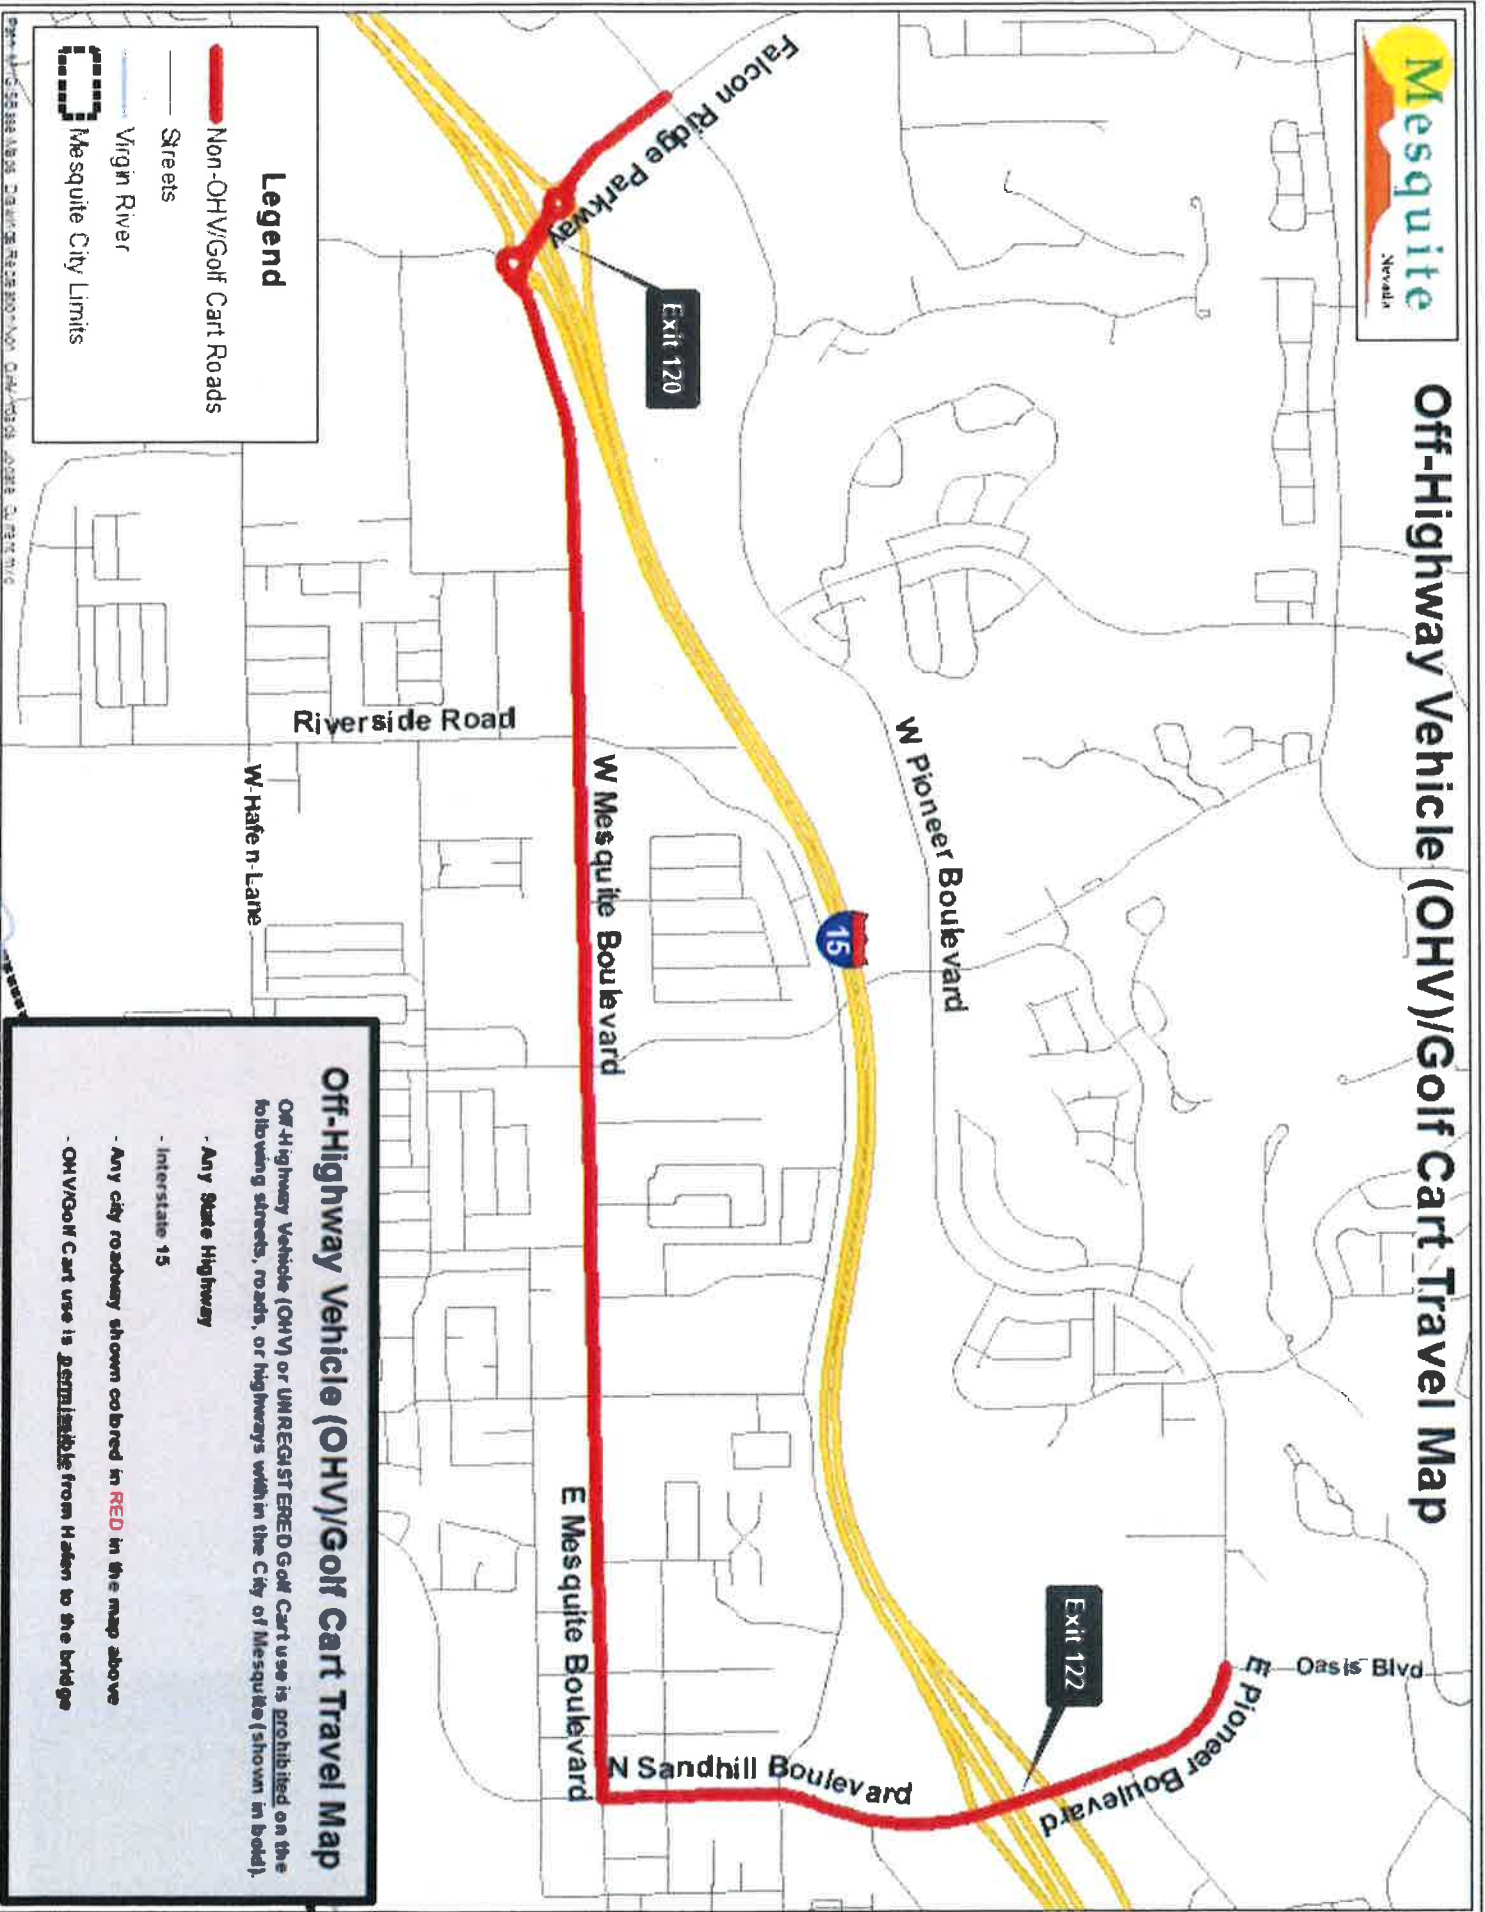 Mesquite
Nevada
Off-Highway Vehicle (OHV)/Golf Cart Travel Map
Falcon Ridge Parkway
Exit 120
W Pioneer Boulevard
15
Exit 122
Oasis Blvd
E Pioneer Boulevard
N Sandhill Boulevard
W Mesquite Boulevard
E Mesquite Boulevard
Riverside Road
W Hafen Lane
Legend
Non-OHV/Golf Cart Roads
Streets
Virgin River
Mesquite City Limits
Off-Highway Vehicle (OHV)/Golf Cart Travel Map
Off-Highway Vehicle (OHV) or UNREGISTERED Golf Cart use is prohibited on the
following streets, roads, or highways within the City of Mesquite (shown in bold).
- Any State Highway
- Interstate 15
- Any city roadway shown colored in RED in the map above
- OHV/Golf Cart use is permissible from Hafen to the bridge